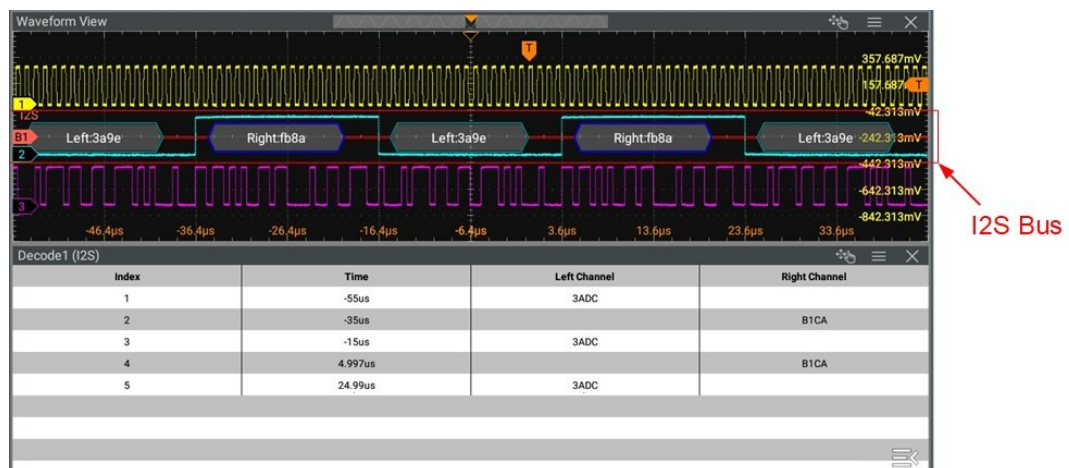 Waveform View
T
357.687mV
1
157.687
T
I2S
-42.313mV
B1
Left:3a9e
Right:fb8a
Left:3a9e
Right:fb8a
Left:3a9e
-242.313mV
2
-442.313mV
-642.313mV
3
-842.313mV
-46.4µs
-36.4µs
-26.4µs
-16.4µs
-6.4µs
3.6µs
13.6µs
23.6µs
33.6µs
I2S Bus
Decode1 (I2S)
Index Time Left Channel Right Channel
1 -55us 3ADC
2 -35us B1CA
3 -15us 3ADC
4 4.997us B1CA
5 24.99us 3ADC